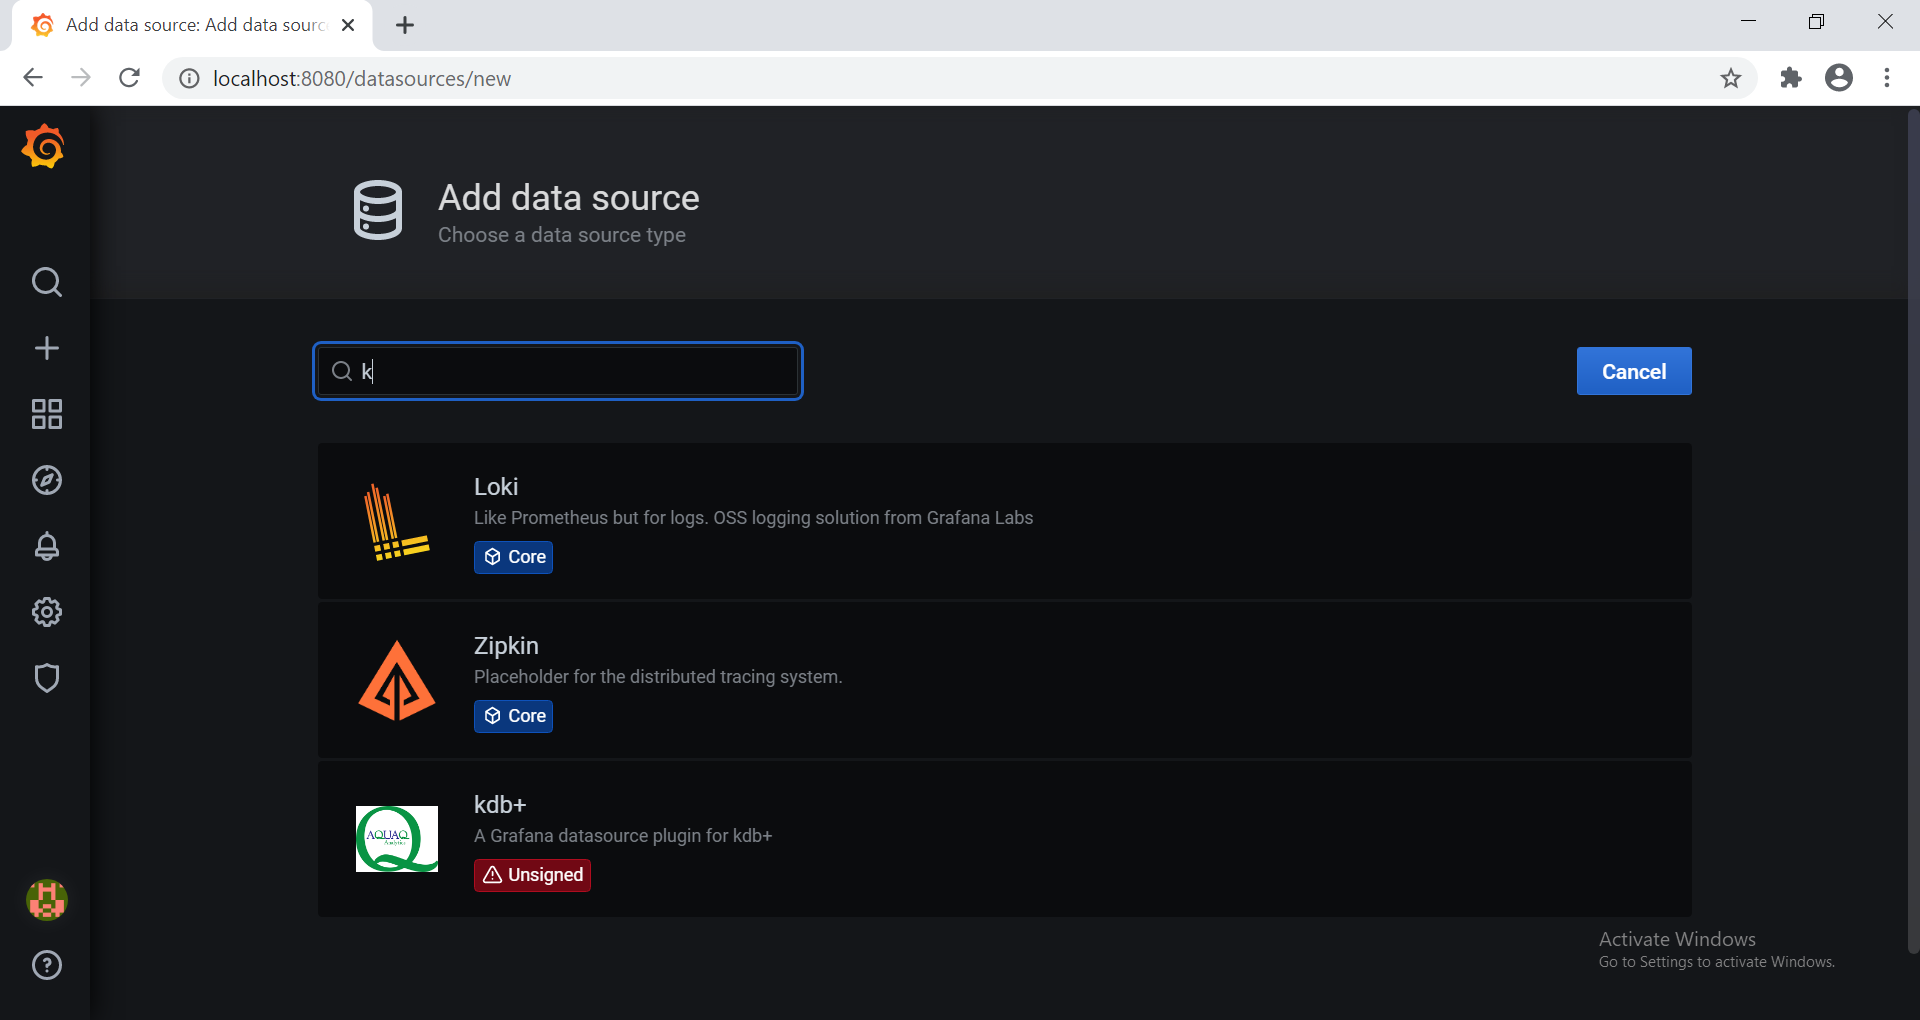 Add data source: Add data sourc
localhost:8080/datasources/new
Add data source
Choose a data source type
k
Cancel
Loki
Like Prometheus but for logs. OSS logging solution from Grafana Labs
Core
Zipkin
Placeholder for the distributed tracing system.
Core
AQUAQ
Analytics
kdb+
A Grafana datasource plugin for kdb+
Unsigned
Activate Windows
Go to Settings to activate Windows.